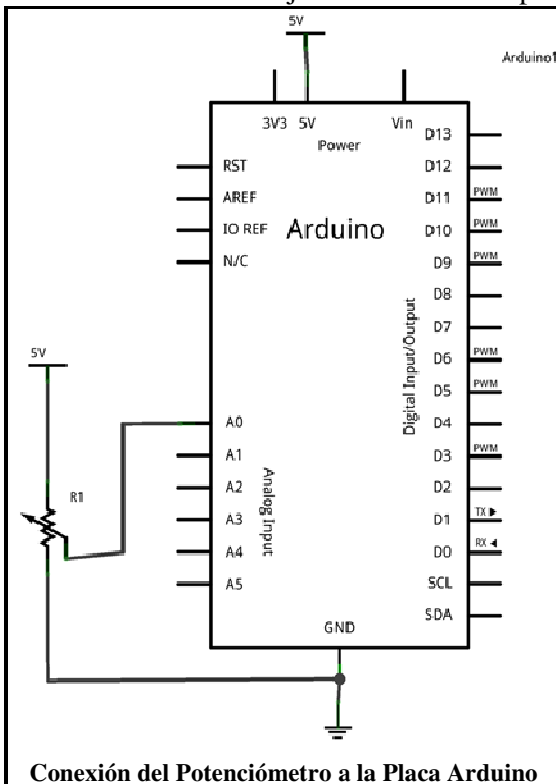 5V
Arduino1
3V3 5V Vin
Power
D13
RST D12
AREF D11 PWM
IO REF Arduino D10 PWM
N/C D9 PWM
D8
D7
5V
D6 PWM
Digital Input/Output
D5 PWM
A0 D4
A1 D3 PWM
R1
A2 D2
Analog Input
A3 D1 TX
A4 D0 RX
A5 SCL
SDA
GND
Conexión del Potenciómetro a la Placa Arduino